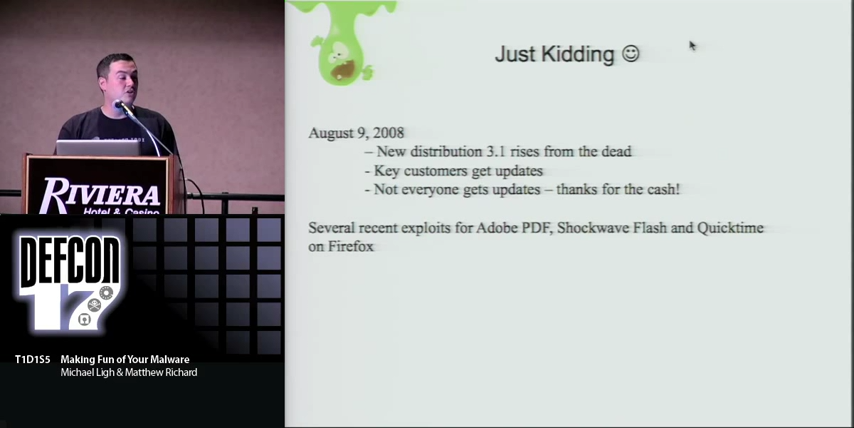 Just Kidding ☺
August 9, 2008
– New distribution 3.1 rises from the dead
- Key customers get updates
- Not everyone gets updates – thanks for the cash!
Several recent exploits for Adobe PDF, Shockwave Flash and Quicktime
on Firefox
RIVIERA
Hotel & Casino
DEFCON
17
T1D1S5 Making Fun of Your Malware
Michael Ligh & Matthew Richard